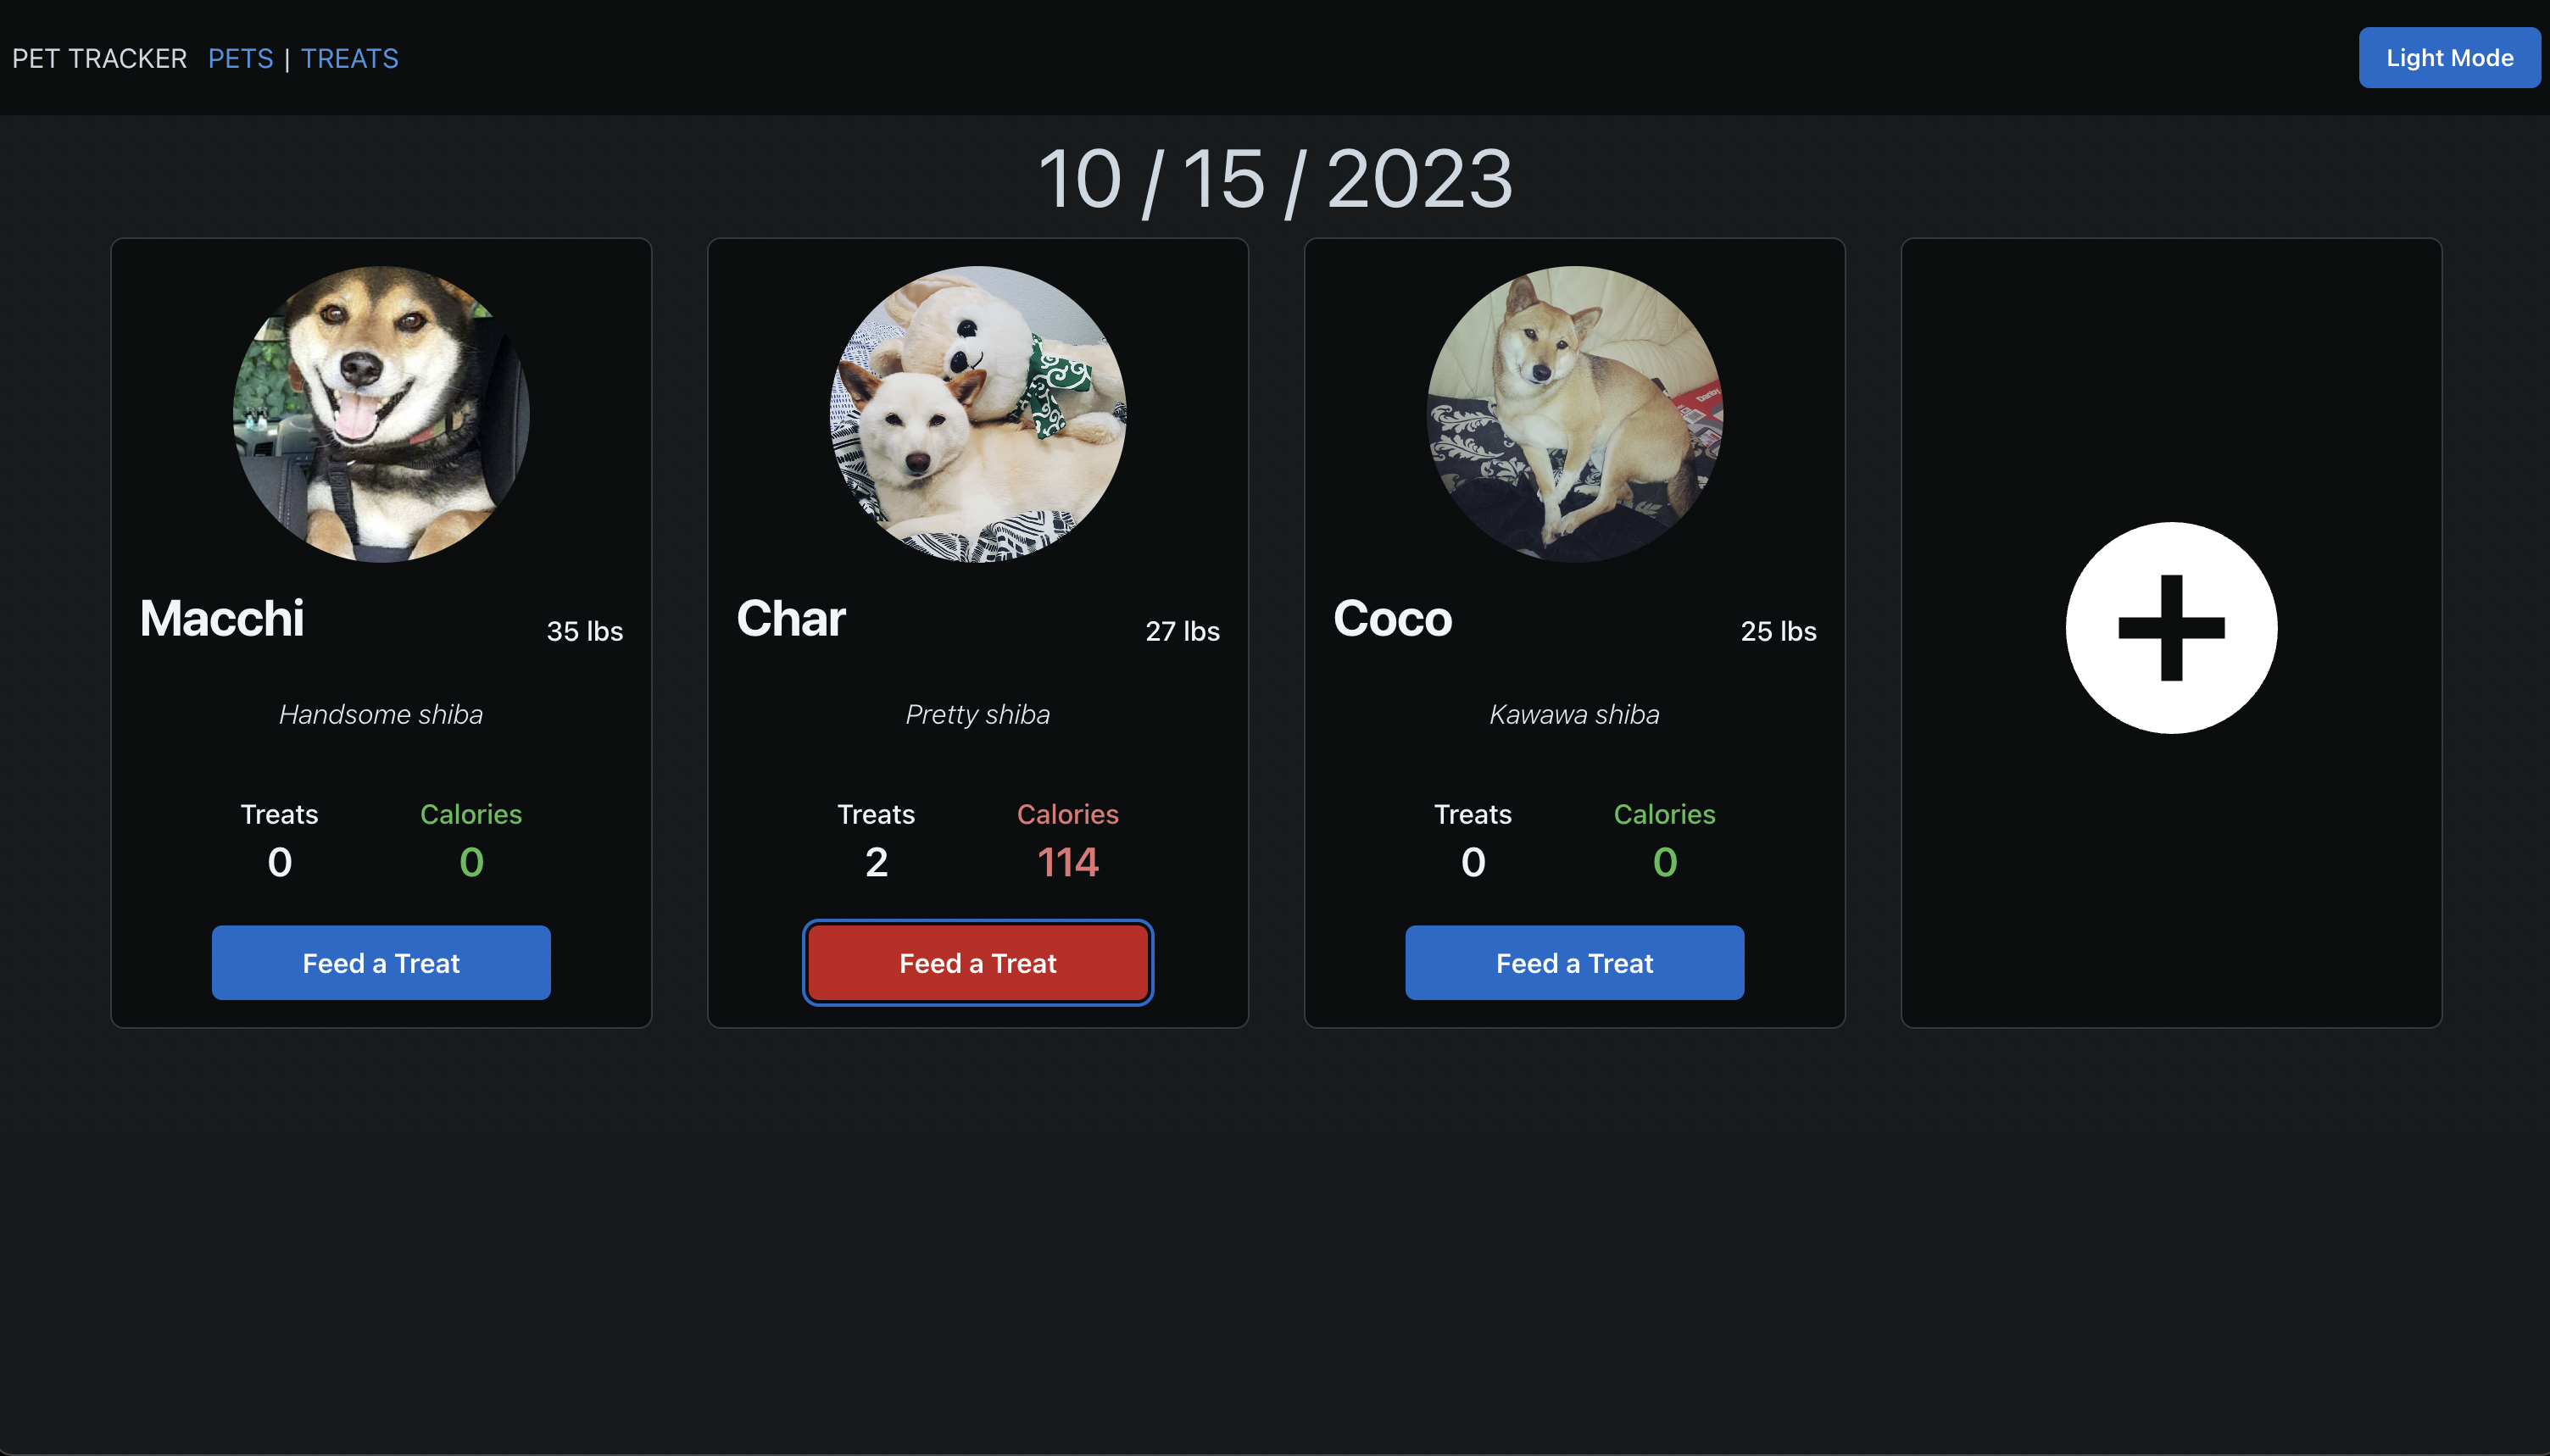 PET TRACKER PETS | TREATS
Light Mode
10 / 15 / 2023
Macchi
35 lbs
Handsome shiba
Treats
Calories
0
0
Feed a Treat
Char
27 lbs
Pretty shiba
Treats
Calories
2
114
Feed a Treat
Danby
Coco
25 lbs
Kawawa shiba
Treats
Calories
0
0
Feed a Treat